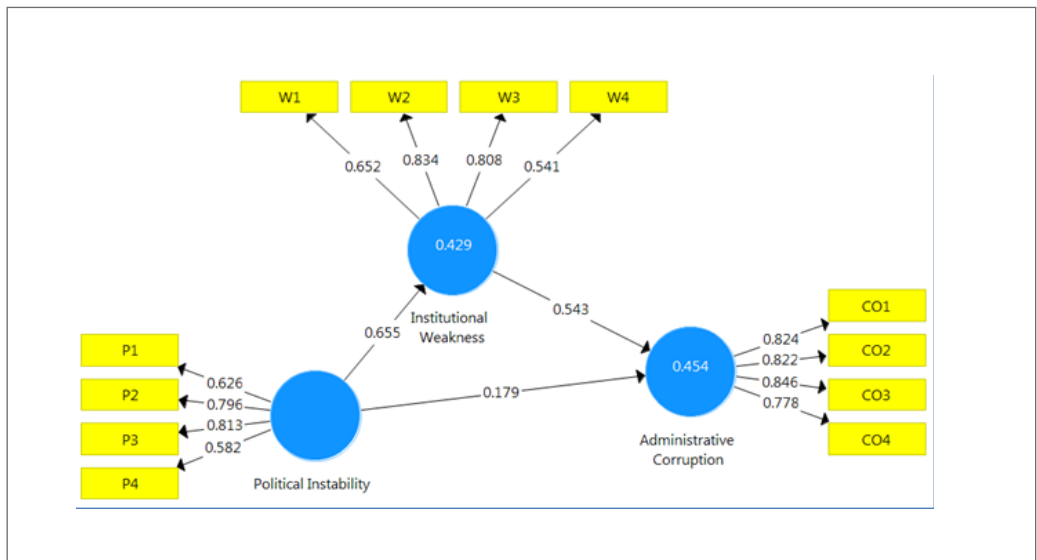 W1 W2 W3 W4
0.652 0.834 0.808 0.541
0.429
Institutional
Weakness
0.543
0.655
P1
P2
P3
P4
0.626
0.796
0.813
0.582
Political Instability
0.179
0.454
Administrative
Corruption
0.824
0.822
0.846
0.778
CO1
CO2
CO3
CO4